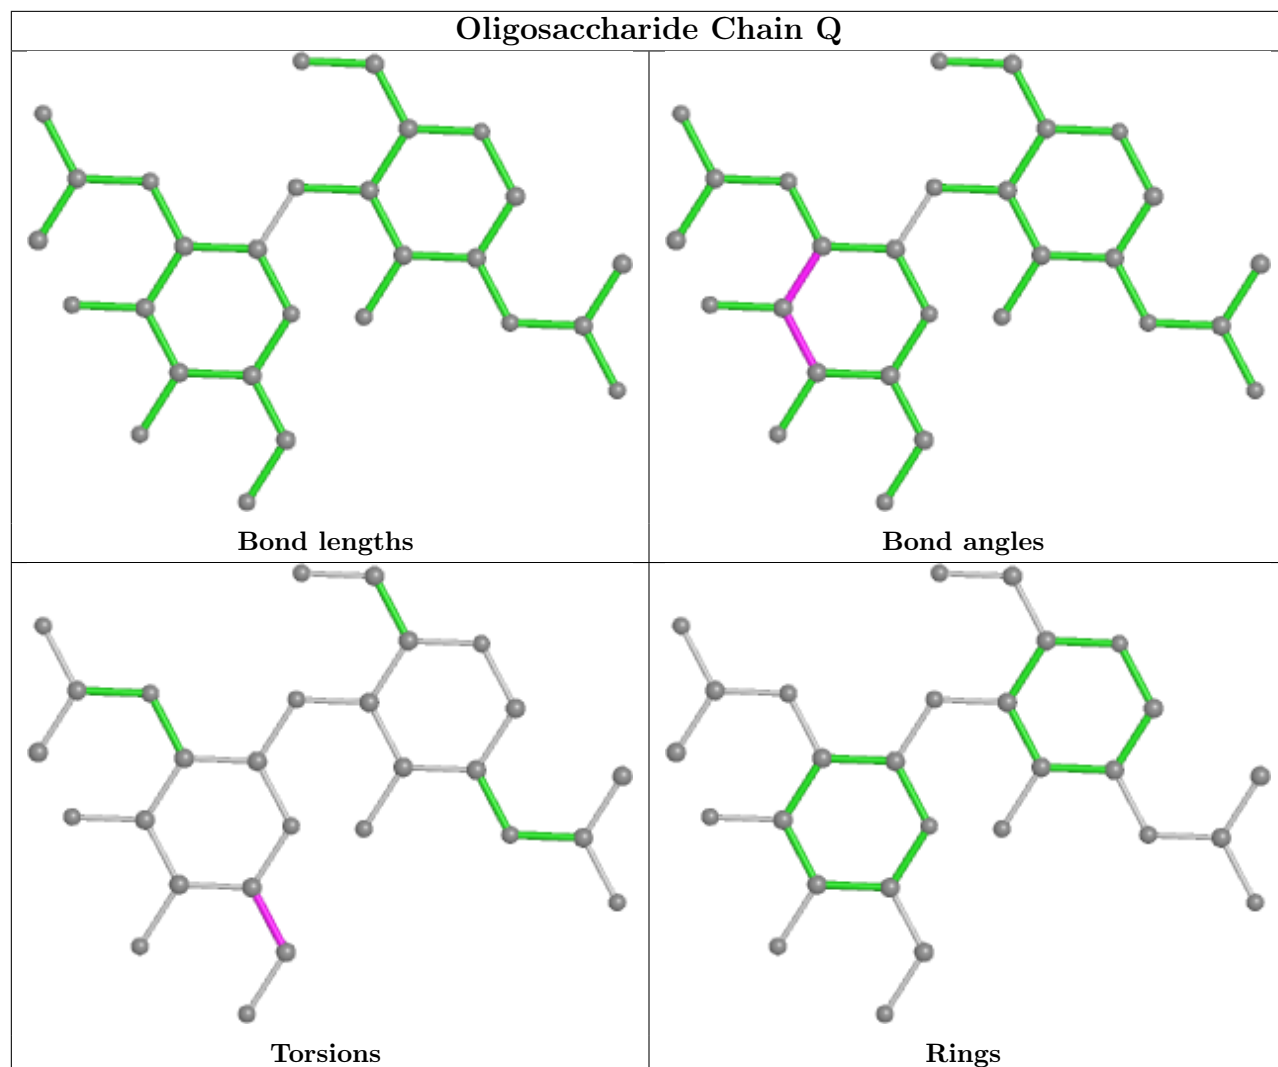 Oligosaccharide Chain Q
Bond lengths
Bond angles
Torsions
Rings